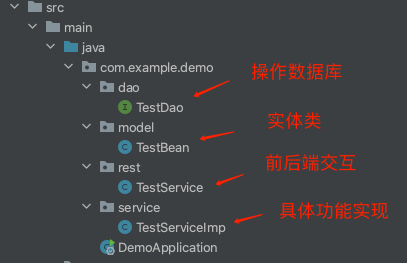 src
main
java
com.example.demo
dao
操作数据库
TestDao
model
实体类
TestBean
rest
前后端交互
TestService
service
具体功能实现
TestServiceImp
DemoApplication